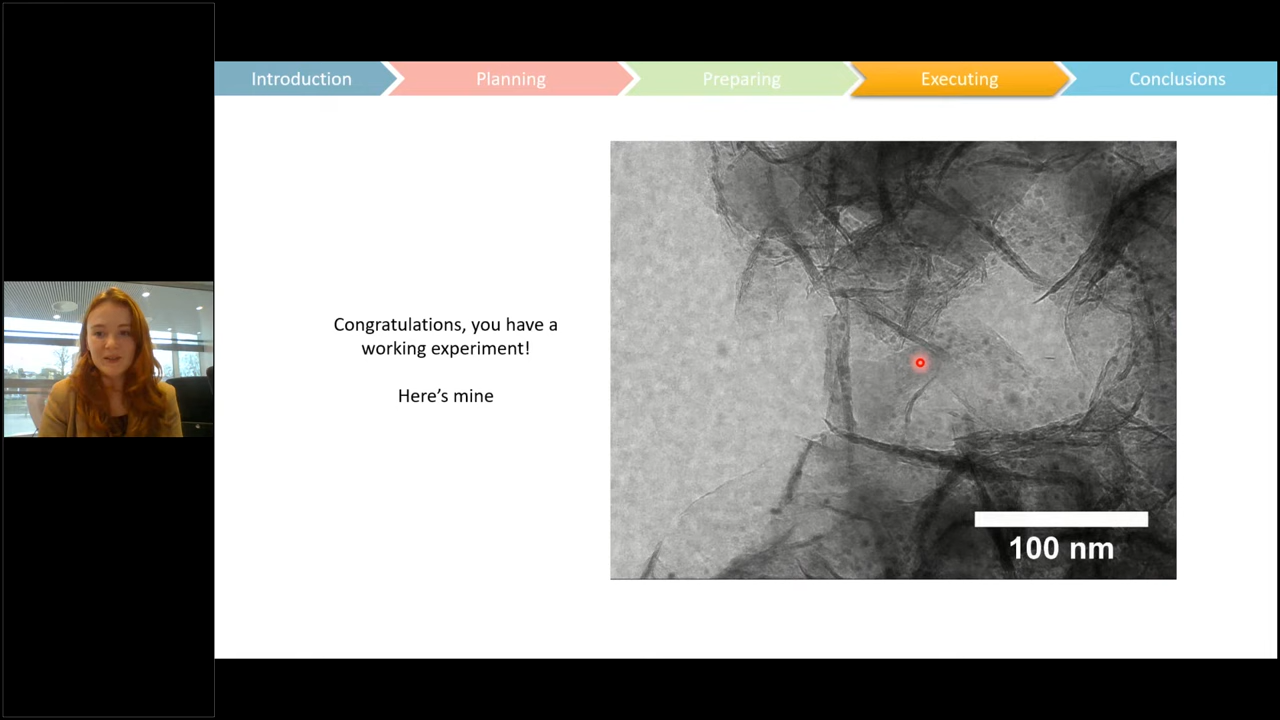 Introduction
Planning
Preparing
Executing
Conclusions
Congratulations, you have a
working experiment!
Here’s mine
100 nm